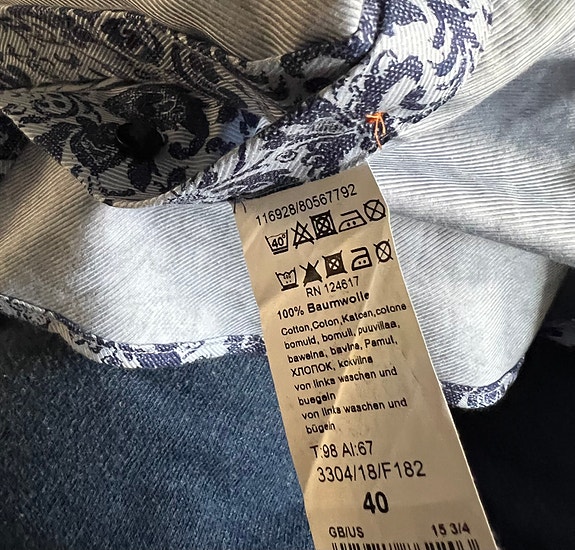 116928/80567792
40°
RN 124617
100% Baumwolle
Cotton,Coton,Katoen,cotone
bomuld, bomull, puuvillaa,
bawelna, bavlna, Pamut,
ХЛОПОК, kokvilna
von links waschen und
buegeln
von links waschen und
bügeln
T:98 Al:67
3304/18/F182
40
GB/US 15 3/4